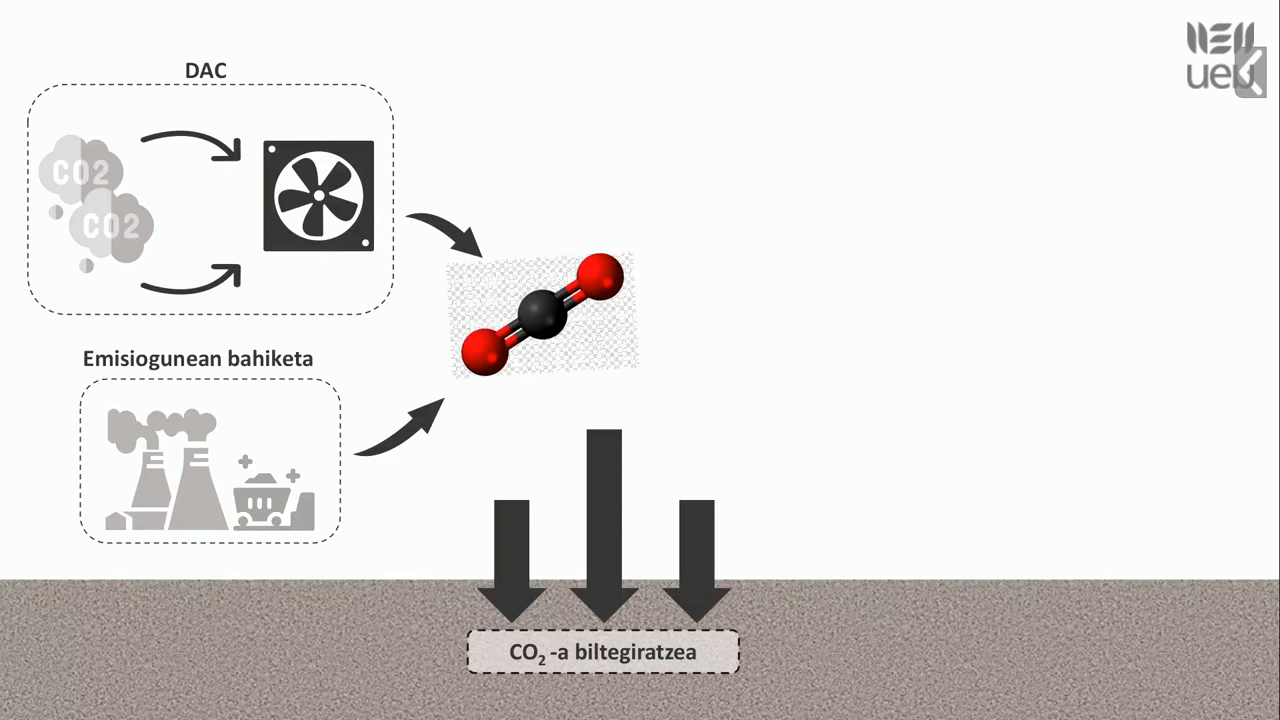 DAC
CO2
CO2
Emisiogunean bahiketa
CO₂ -a biltegiratzea
ueu